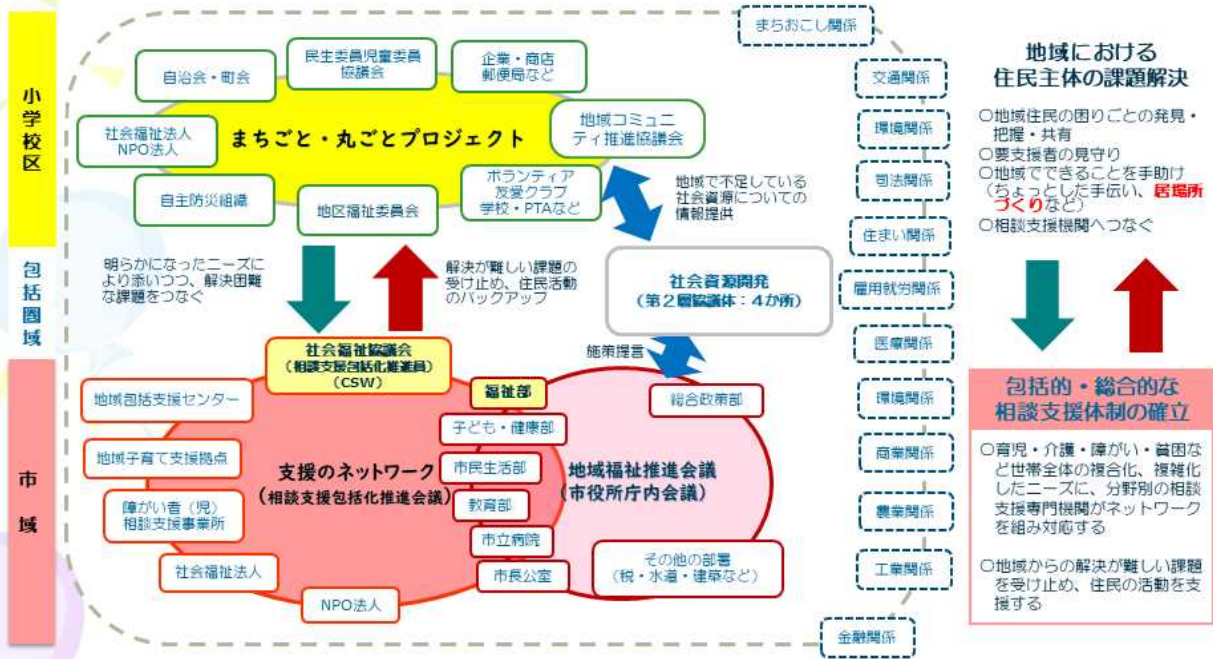 小学校区
包括圏域
市域
まちおこし関係
自治会・町会
民生委員児童委員
協議会
企業・商店
郵便局など
社会福祉法人
NPO法人
まちごと・丸ごとプロジェクト
地域コミュニ
ティ推進協議会
自主防災組織
地区福祉委員会
ボランティア
友愛クラブ
学校・PTAなど
地域で不足している
社会資源についての
情報提供
明らかになったニーズに
より添いつつ、解決困難
な課題をつなぐ
解決が難しい課題の
受け止め、住民活動
のバックアップ
社会資源開発
(第2層協議体:4か所)
施策提言
社会福祉協議会
(相談支援包括化推進員)
(CSW)
福祉部
総合政策部
地域包括支援センター
子ども・健康部
地域子育て支援拠点
支援のネットワーク
(相談支援包括化推進会議)
市民生活部
地域福祉推進会議
(市役所庁内会議)
障がい者(児)
相談支援事業所
教育部
市立病院
社会福祉法人
市長公室
その他の部署
(税・水道・建築など)
NPO法人
交通関係
環境関係
司法関係
住まい関係
雇用就労関係
医療関係
環境関係
商業関係
農業関係
工業関係
金融関係
地域における
住民主体の課題解決
○地域住民の困りごとの発見・
把握・共有
○要支援者の見守り
○地域でできることを手助け
(ちょっとした手伝い、居場所
づくりなど)
○相談支援機関へつなぐ
包括的・総合的な
相談支援体制の確立
○育児・介護・障がい・貧困な
ど世帯全体の複合化、複雑化
したニーズに、分野別の相談
支援専門機関がネットワーク
を組み対応する
○地域からの解決が難しい課題
を受け止め、住民の活動を支
援する